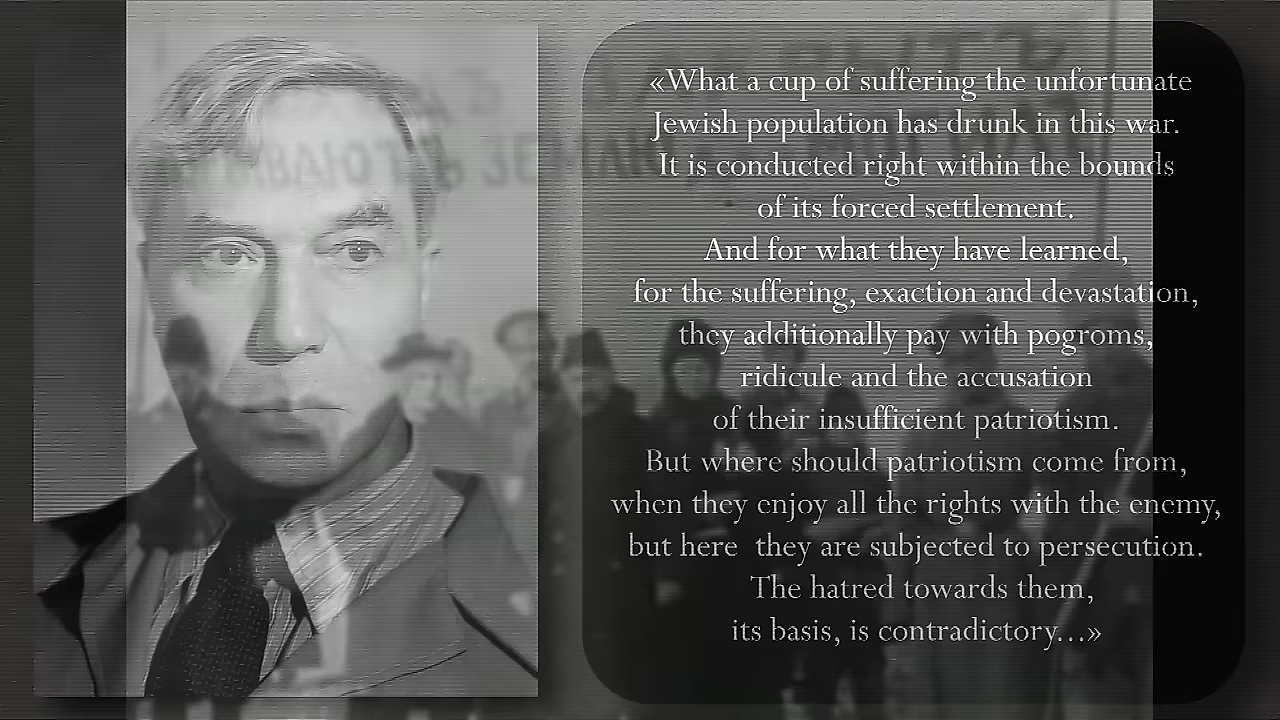 «What a cup of suffering the unfortunate
Jewish population has drunk in this war.
It is conducted right within the bounds
of its forced settlement.
And for what they have learned,
for the suffering, exaction and devastation,
they additionally pay with pogroms,
ridicule and the accusation
of their insufficient patriotism.
But where should patriotism come from,
when they enjoy all the rights with the enemy,
but here they are subjected to persecution.
The hatred towards them,
its basis, is contradictory...»